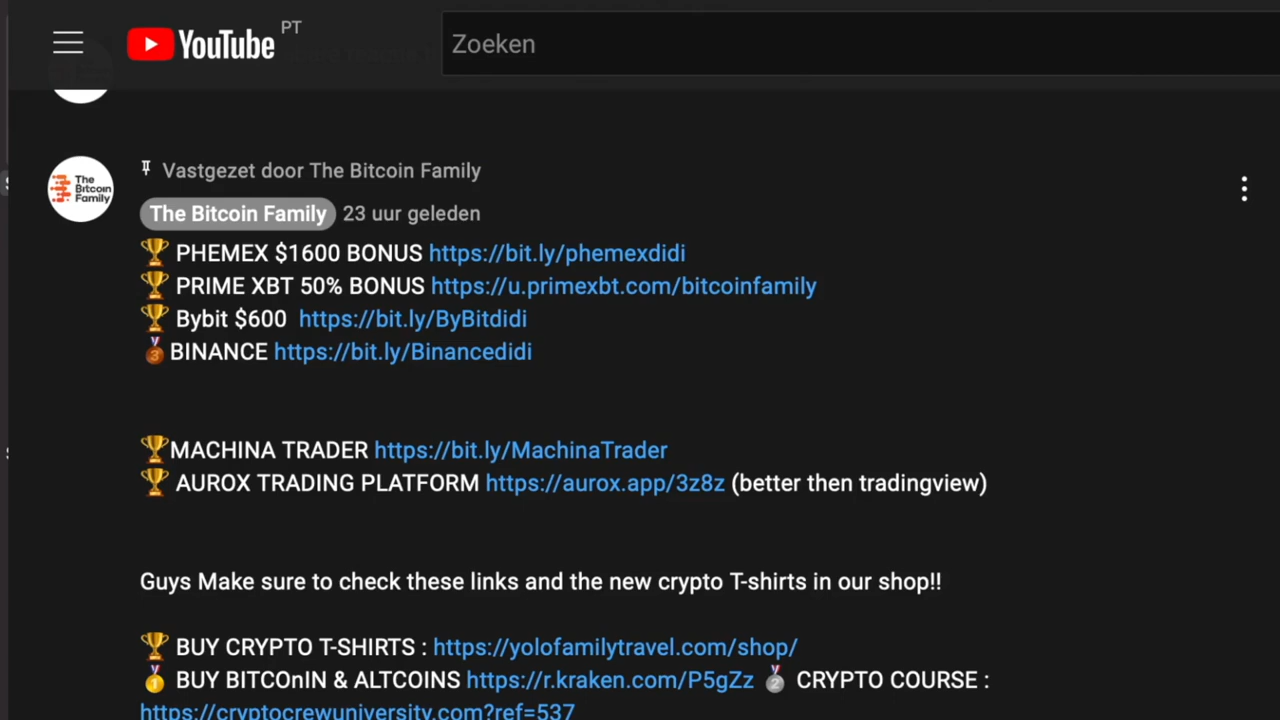 YouTube PT
Zoeken
The Bitcoin Family
Vastgezet door The Bitcoin Family
The Bitcoin Family 23 uur geleden
🏆 PHEMEX $1600 BONUS https://bit.ly/phemexdidi
🏆 PRIME XBT 50% BONUS https://u.primexbt.com/bitcoinfamily
🏆 Bybit $600 https://bit.ly/ByBitdidi
🥉BINANCE https://bit.ly/Binancedidi
🏆MACHINA TRADER https://bit.ly/MachinaTrader
🏆 AUROX TRADING PLATFORM https://aurox.app/3z8z (better then tradingview)
Guys Make sure to check these links and the new crypto T-shirts in our shop!!
🏆 BUY CRYPTO T-SHIRTS : https://yolofamilytravel.com/shop/
🥇 BUY BITCOnIN & ALTCOINS https://r.kraken.com/P5gZz 🥈 CRYPTO COURSE :
https://cryptocrewuniversity.com?ref=537